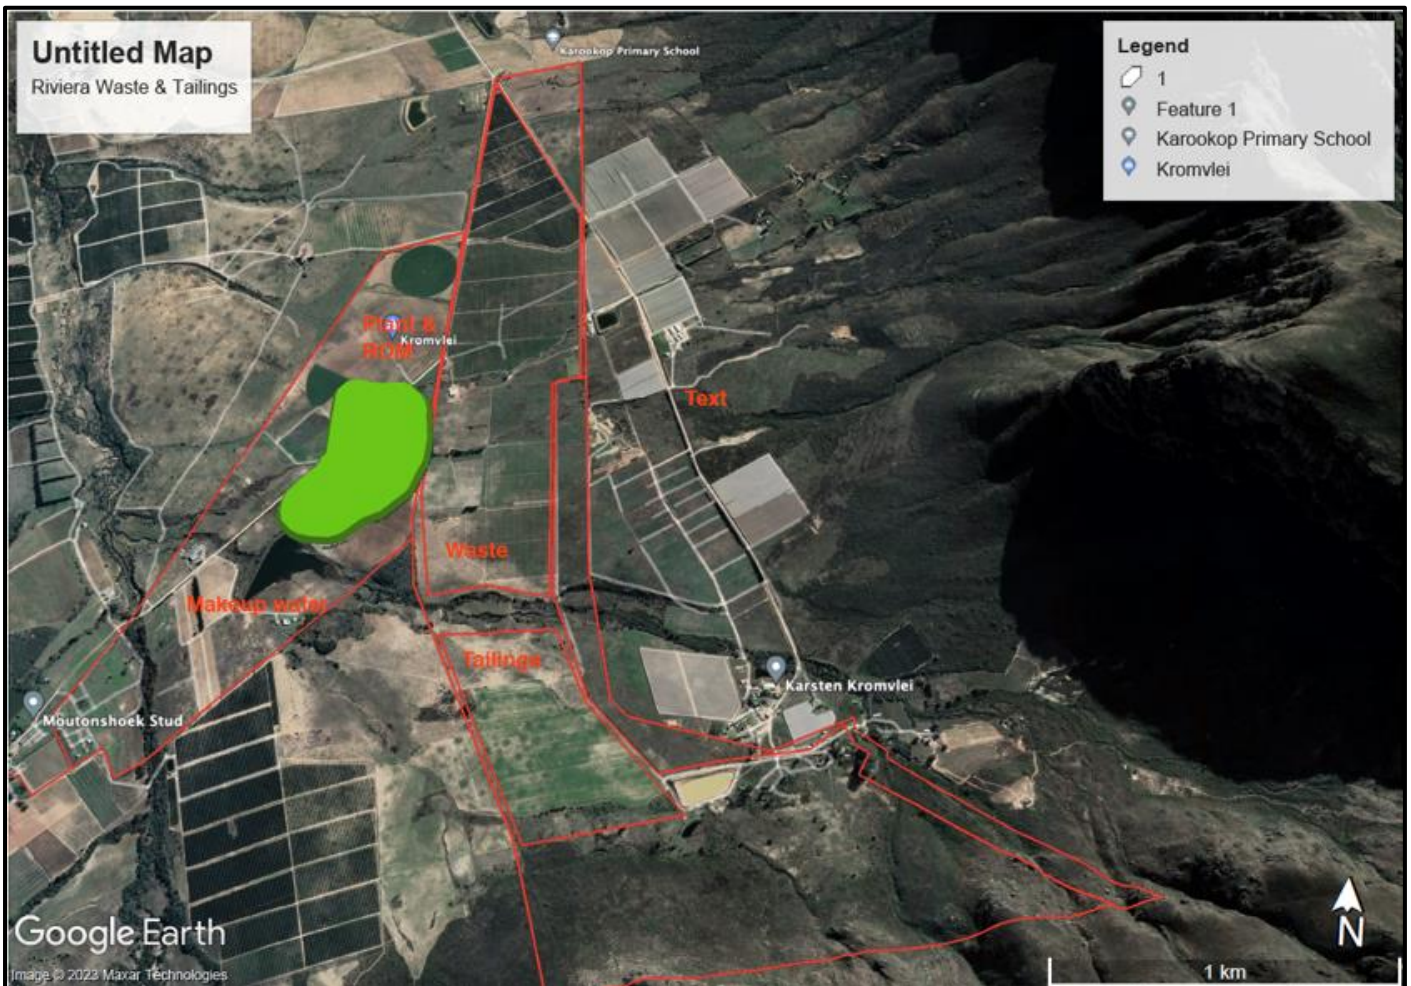 Untitled Map
Riviera Waste & Tailings
Legend
1
Feature 1
Karookop Primary School
Kromvlei
Karookop Primary School
Plant &
ROM
Kromvlei
Text
Waste
Makeup water
Tailings
Karsten Kromvlei
Moutonshoek Stud
Google Earth
Image © 2023 Maxar Technologies
N
1 km